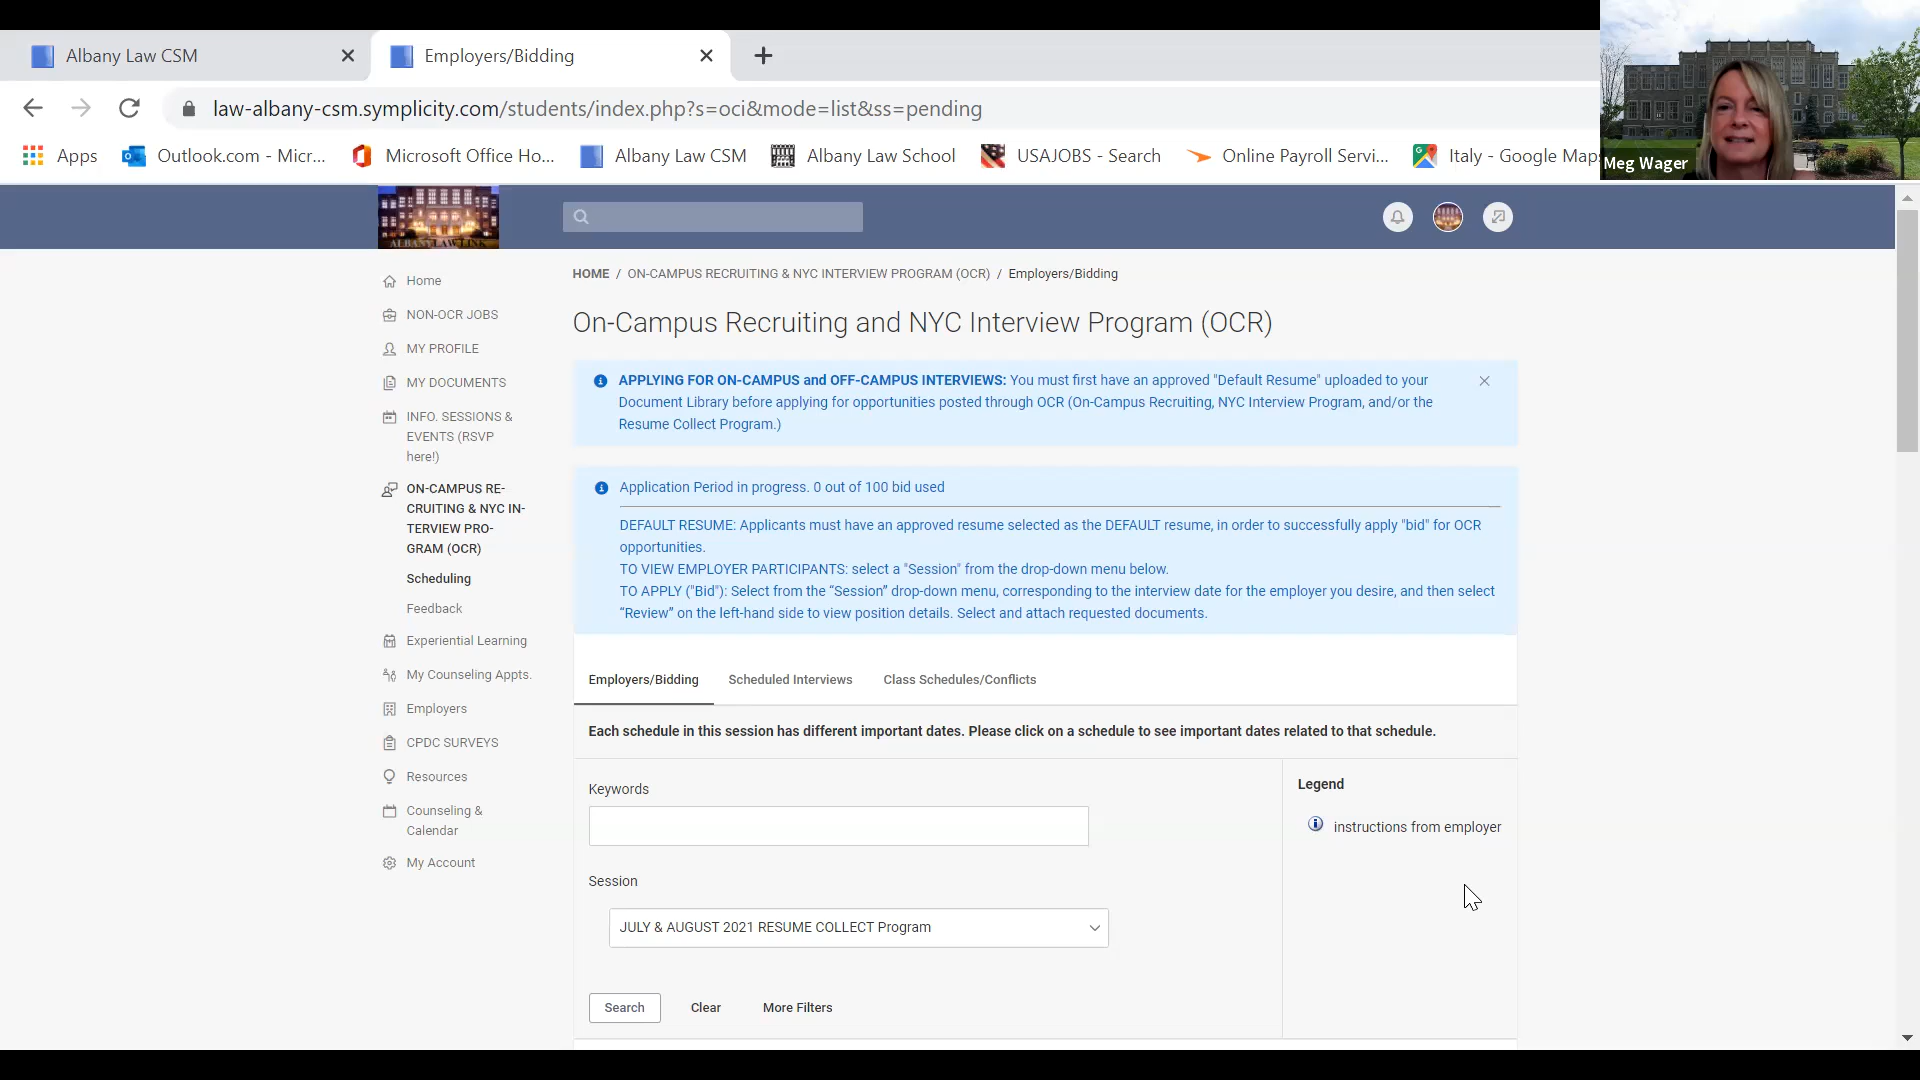 Albany Law CSM
Employers/Bidding
law-albany-csm.symplicity.com/students/index.php?s=oci&mode=list&ss=pending
Apps
Outlook.com - Micr...
Microsoft Office Ho...
Albany Law CSM
Albany Law School
USAJOBS - Search
Online Payroll Servi...
Italy - Google Maps
Meg Wager
ALBANY LAW LINK
HOME / ON-CAMPUS RECRUITING & NYC INTERVIEW PROGRAM (OCR) / Employers/Bidding
Home
NON-OCR JOBS
MY PROFILE
MY DOCUMENTS
INFO. SESSIONS &
EVENTS (RSVP
here!)
ON-CAMPUS RE-
CRUITING & NYC IN-
TERVIEW PRO-
GRAM (OCR)
Scheduling
Feedback
Experiential Learning
My Counseling Appts.
Employers
CPDC SURVEYS
Resources
Counseling &
Calendar
My Account
On-Campus Recruiting and NYC Interview Program (OCR)
APPLYING FOR ON-CAMPUS and OFF-CAMPUS INTERVIEWS: You must first have an approved "Default Resume" uploaded to your
Document Library before applying for opportunities posted through OCR (On-Campus Recruiting, NYC Interview Program, and/or the
Resume Collect Program.)
Application Period in progress. 0 out of 100 bid used
DEFAULT RESUME: Applicants must have an approved resume selected as the DEFAULT resume, in order to successfully apply "bid" for OCR
opportunities.
TO VIEW EMPLOYER PARTICIPANTS: select a "Session" from the drop-down menu below.
TO APPLY ("Bid"): Select from the “Session” drop-down menu, corresponding to the interview date for the employer you desire, and then select
“Review” on the left-hand side to view position details. Select and attach requested documents.
Employers/Bidding
Scheduled Interviews
Class Schedules/Conflicts
Each schedule in this session has different important dates. Please click on a schedule to see important dates related to that schedule.
Keywords
Legend
instructions from employer
Session
JULY & AUGUST 2021 RESUME COLLECT Program
Search
Clear
More Filters